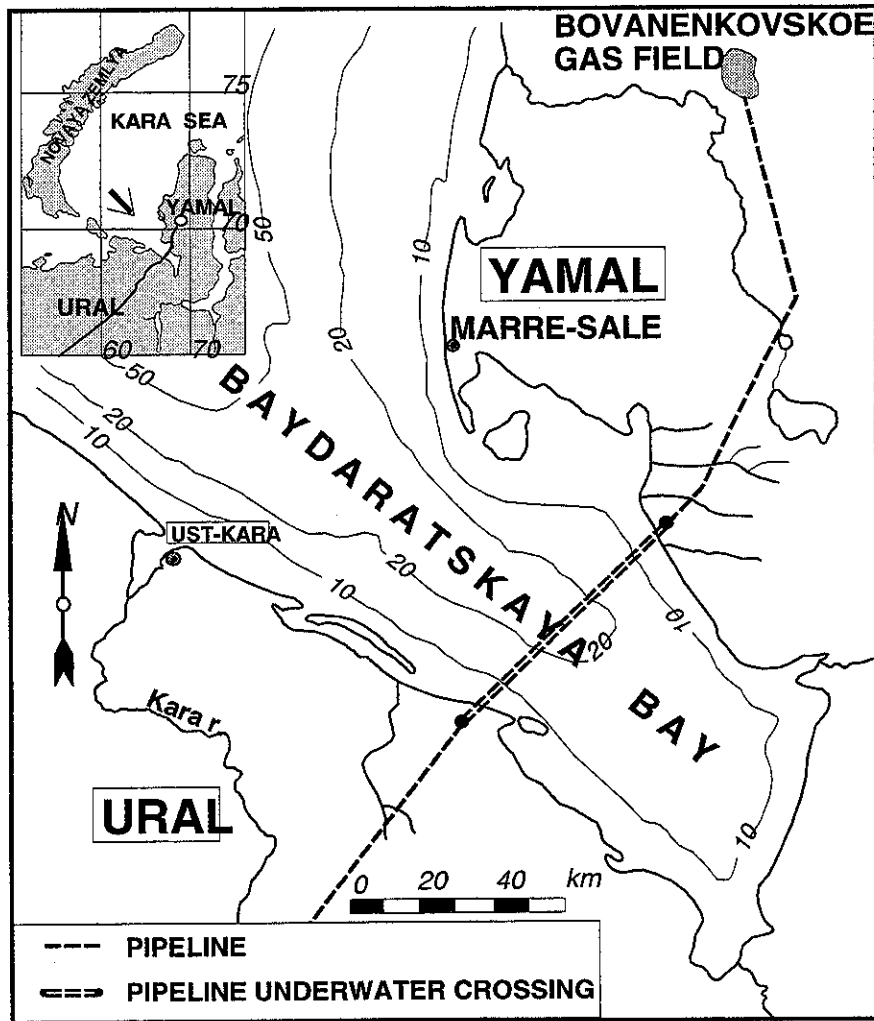 BOVANENKOVSKOE
GAS FIELD
NOVAYA ZEMLYA
75
KARA SEA
YAMAL
70
URAL
60
70
50
10
20
YAMAL
MARRE-SALE
50
20
10
BAYDARATSKAYA
BAY
N
UST-KARA
20
10
10
20
Kara r
URAL
10
0 20 40 km
PIPELINE
PIPELINE UNDERWATER CROSSING